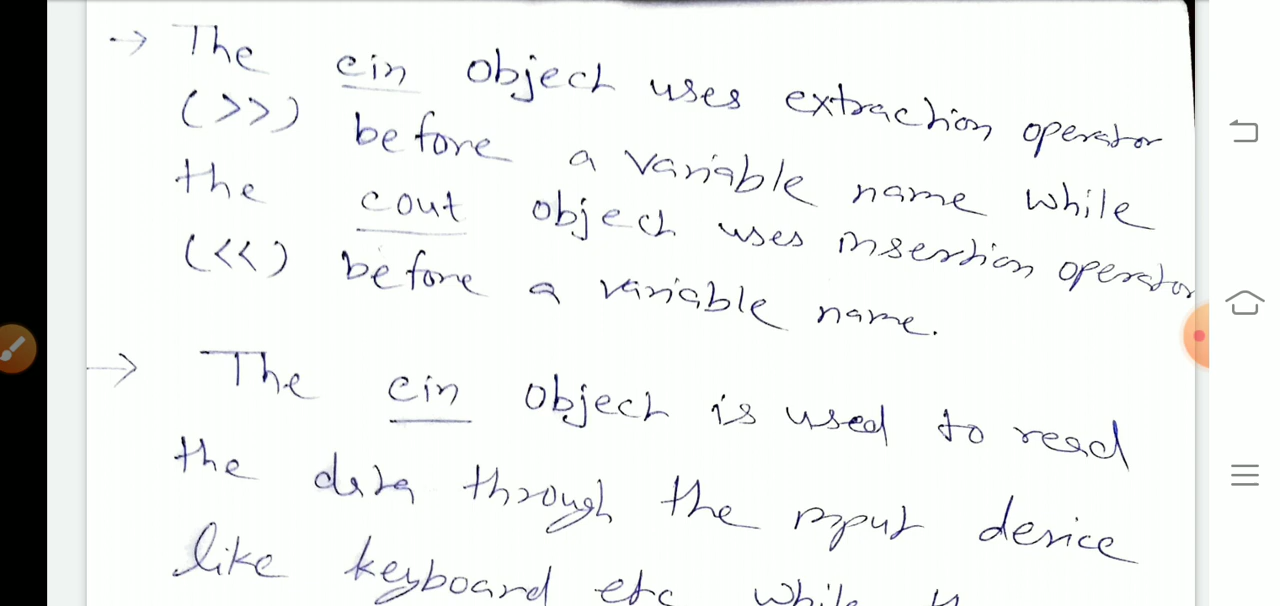 → The cin object uses extraction operator
(>>) before a variable name while
the cout object uses insertion operator
(<<) before a variable name.
→ The cin object is used to read
the data through the input device
like keyboard etc while